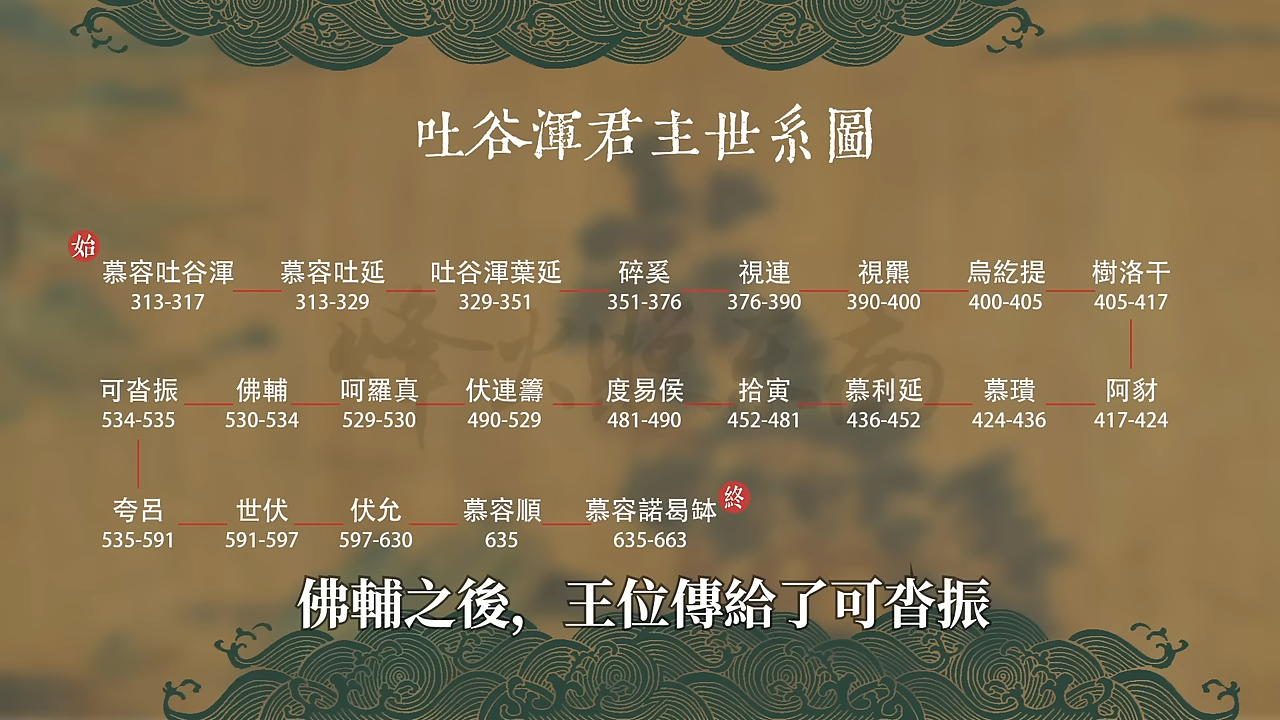 吐谷渾君主世系圖
始
慕容吐谷渾 慕容吐延 吐谷渾葉延 碎奚 視連 視羆 烏紇提 樹洛干
313-317 313-329 329-351 351-376 376-390 390-400 400-405 405-417
可沓振 佛輔 呵羅真 伏連籌 度易侯 拾寅 慕利延 慕璝 阿豺
534-535 530-534 529-530 490-529 481-490 452-481 436-452 424-436 417-424
夸呂 世伏 伏允 慕容順 慕容諾曷缽 終
535-591 591-597 597-630 635 635-663
佛輔之後，王位傳給了可沓振